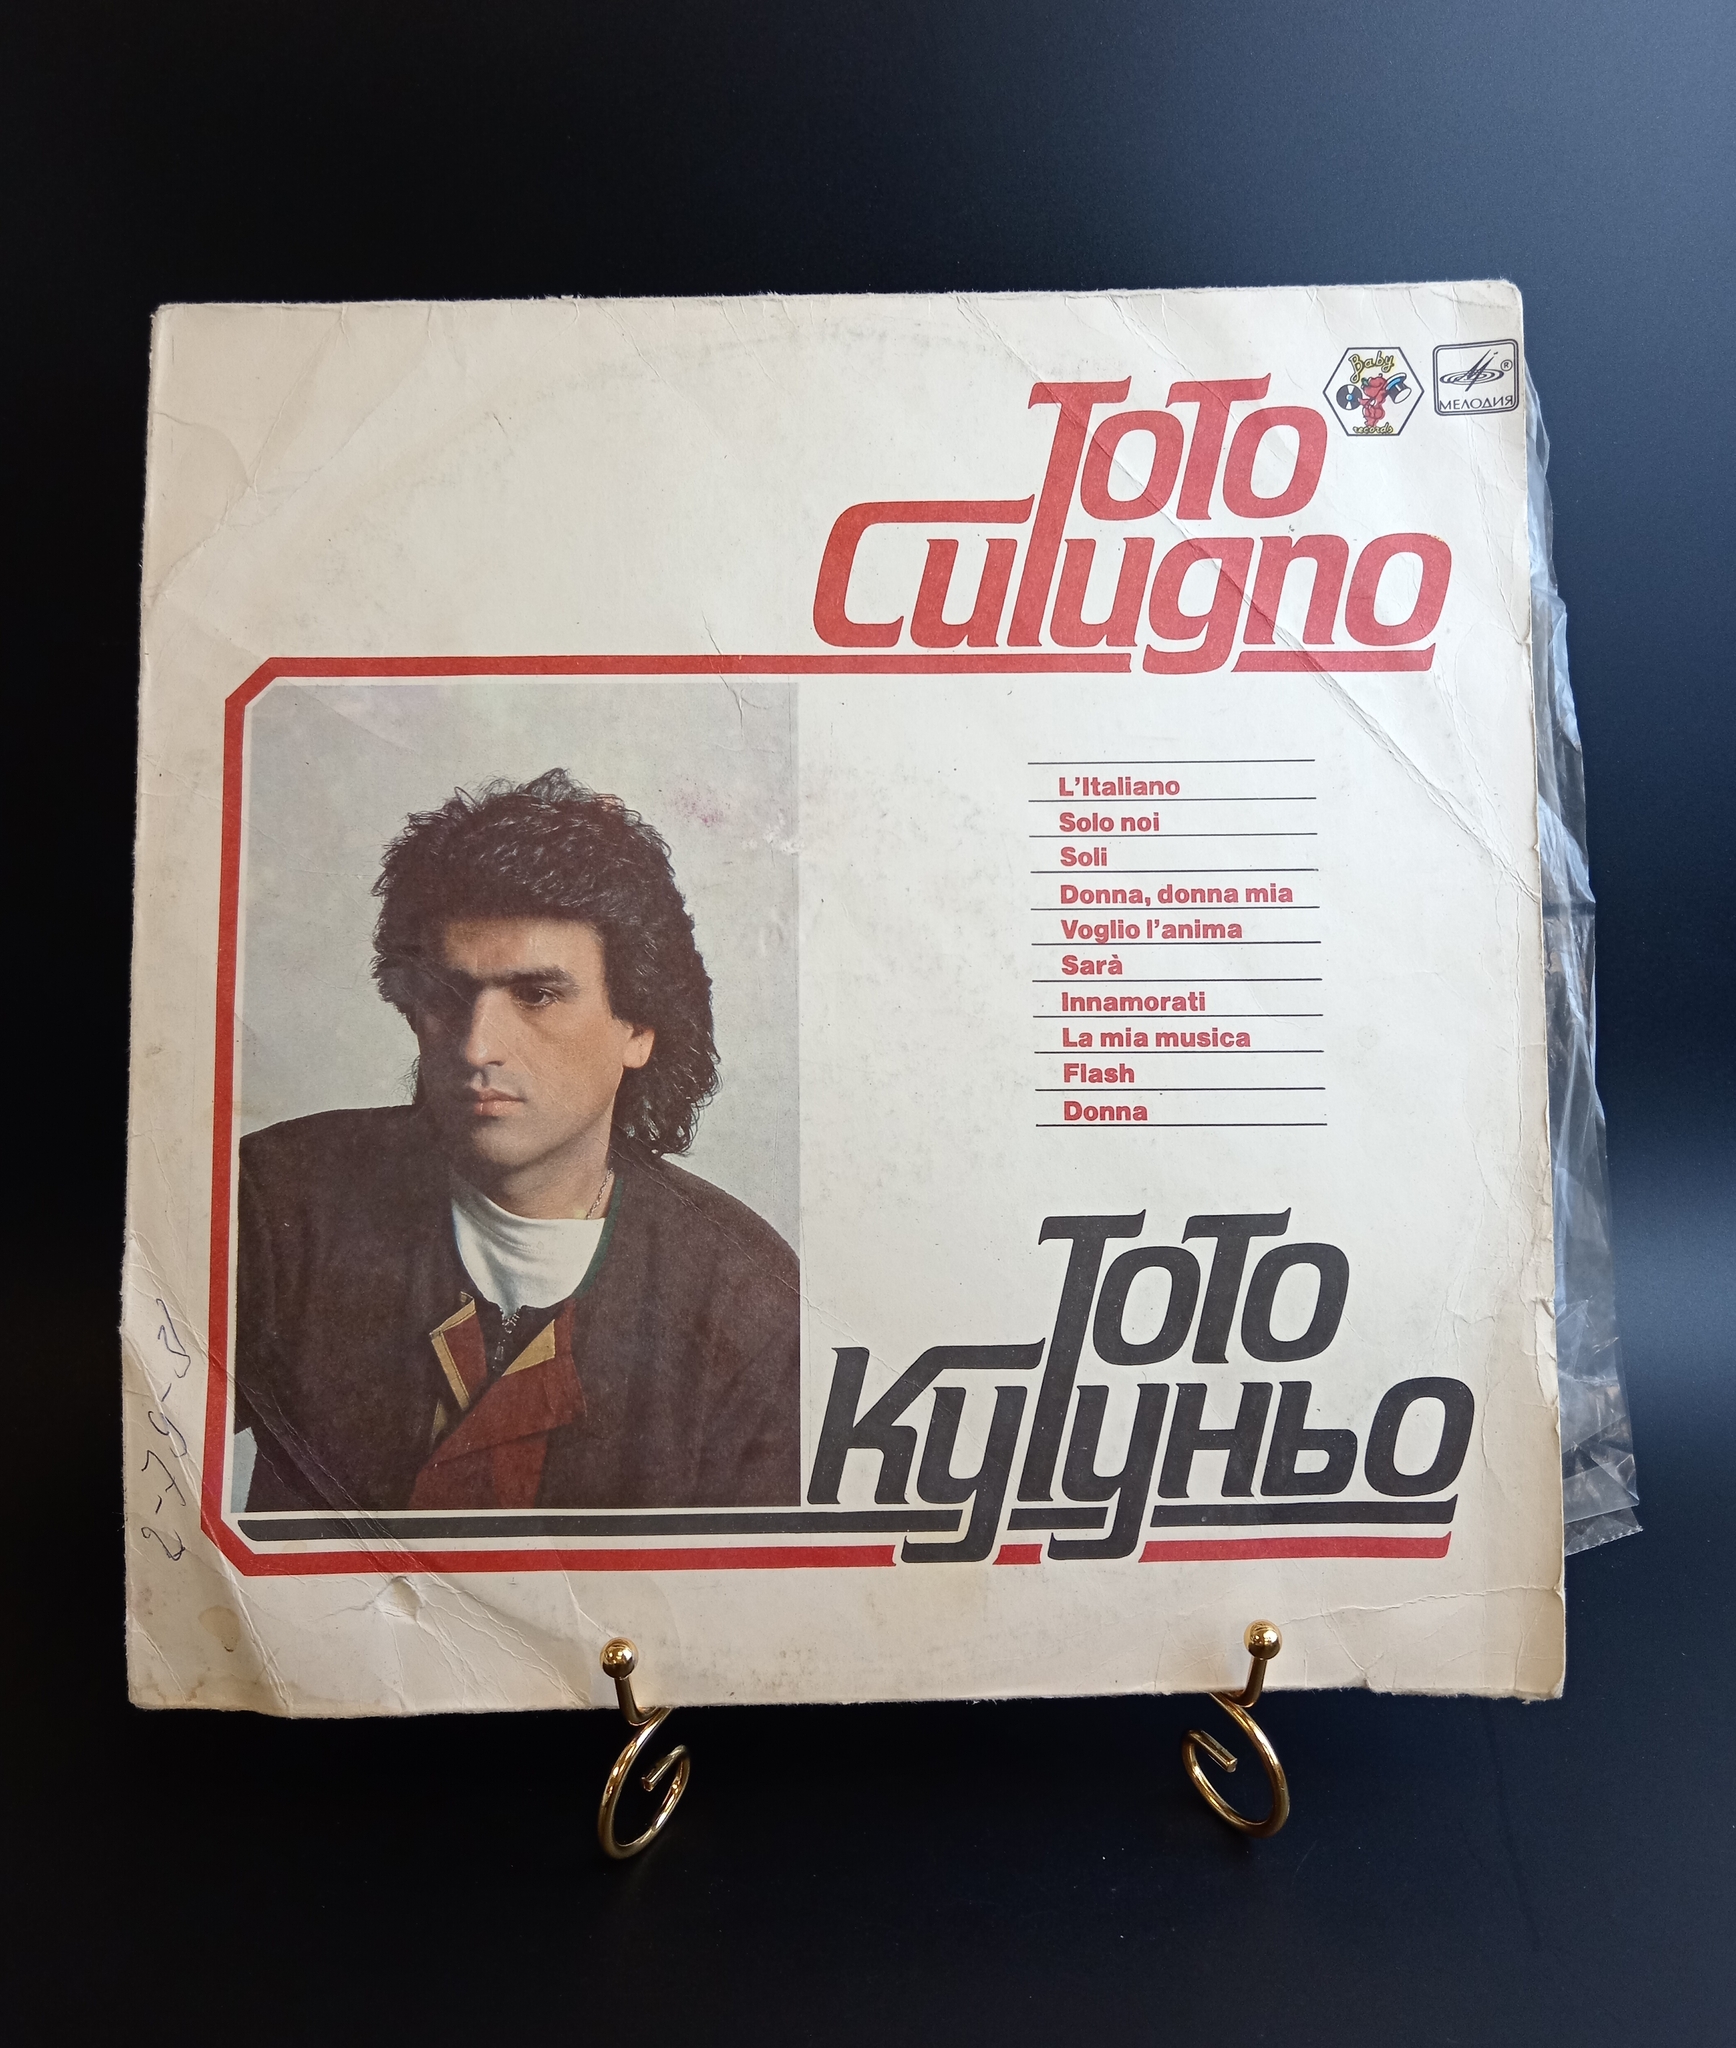 Baby
records
МЕЛОДИЯ
Toto
Cutugno
L'Italiano
Solo noi
Soli
Donna, donna mia
Voglio l'anima
Sarà
Innamorati
La mia musica
Flash
Donna
Тото
Кутуньо